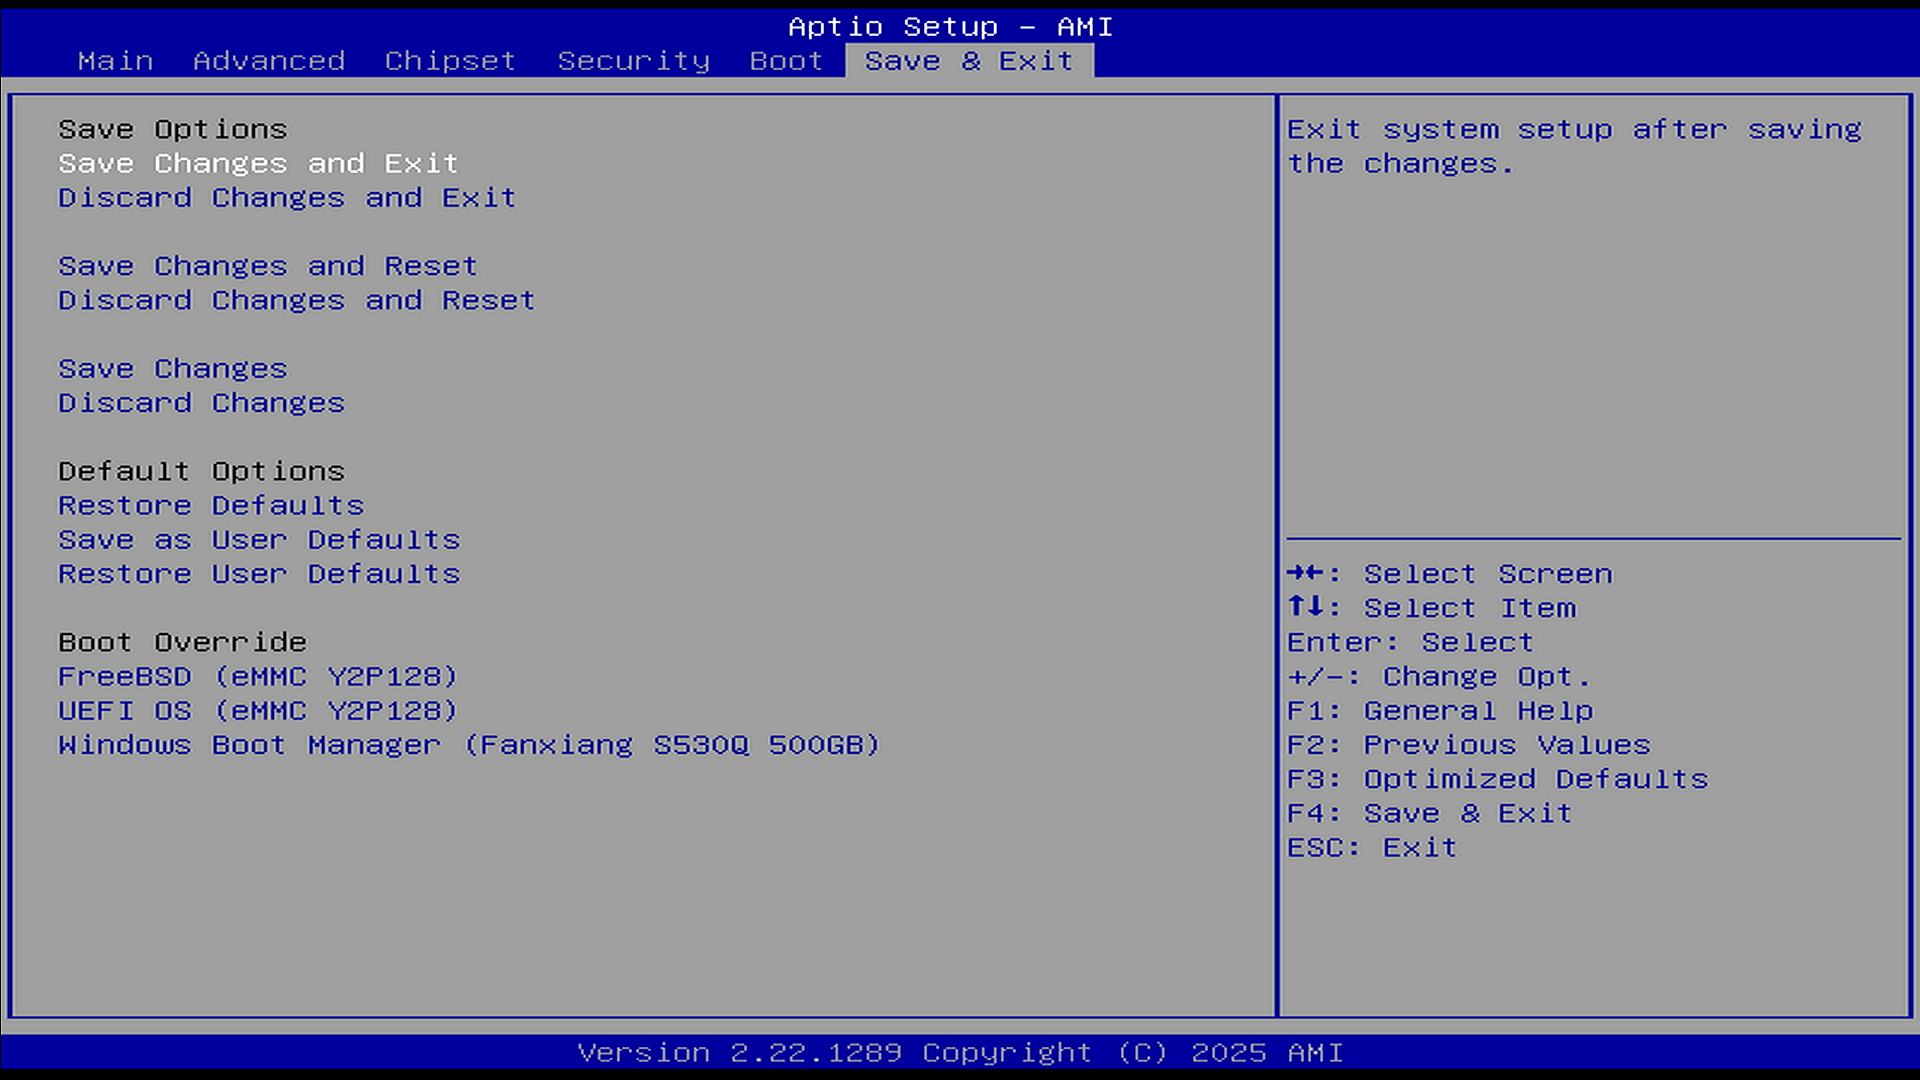 Aptio Setup - AMI
Main Advanced Chipset Security Boot Save & Exit
Save Options
Save Changes and Exit
Discard Changes and Exit
Save Changes and Reset
Discard Changes and Reset
Save Changes
Discard Changes
Default Options
Restore Defaults
Save as User Defaults
Restore User Defaults
Boot Override
FreeBSD (eMMC Y2P128)
UEFI OS (eMMC Y2P128)
Windows Boot Manager (Fanxiang S530Q 500GB)
Exit system setup after saving
the changes.
→←: Select Screen
↑↓: Select Item
Enter: Select
+/-: Change Opt.
F1: General Help
F2: Previous Values
F3: Optimized Defaults
F4: Save & Exit
ESC: Exit
Version 2.22.1289 Copyright (C) 2025 AMI